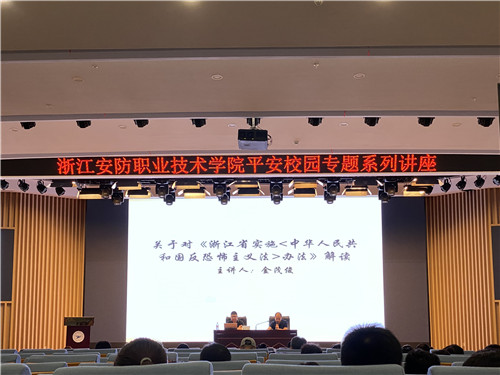 浙江安防职业技术学院平安校园专题系列讲座
关于对《浙江省实施<中华人民共
和国反恐怖主义法>办法》解读
主讲人：金茂俊